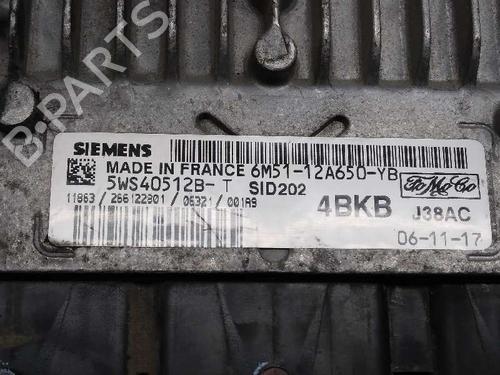 B-PARTS
SIEMENS
MADE IN FRANCE 6M51-12A650-YB
5WS40512B-T SID202
FoMoCo
11863 / 266122801 / 06321 / 001A9
4BKB J38AC
06-11-17